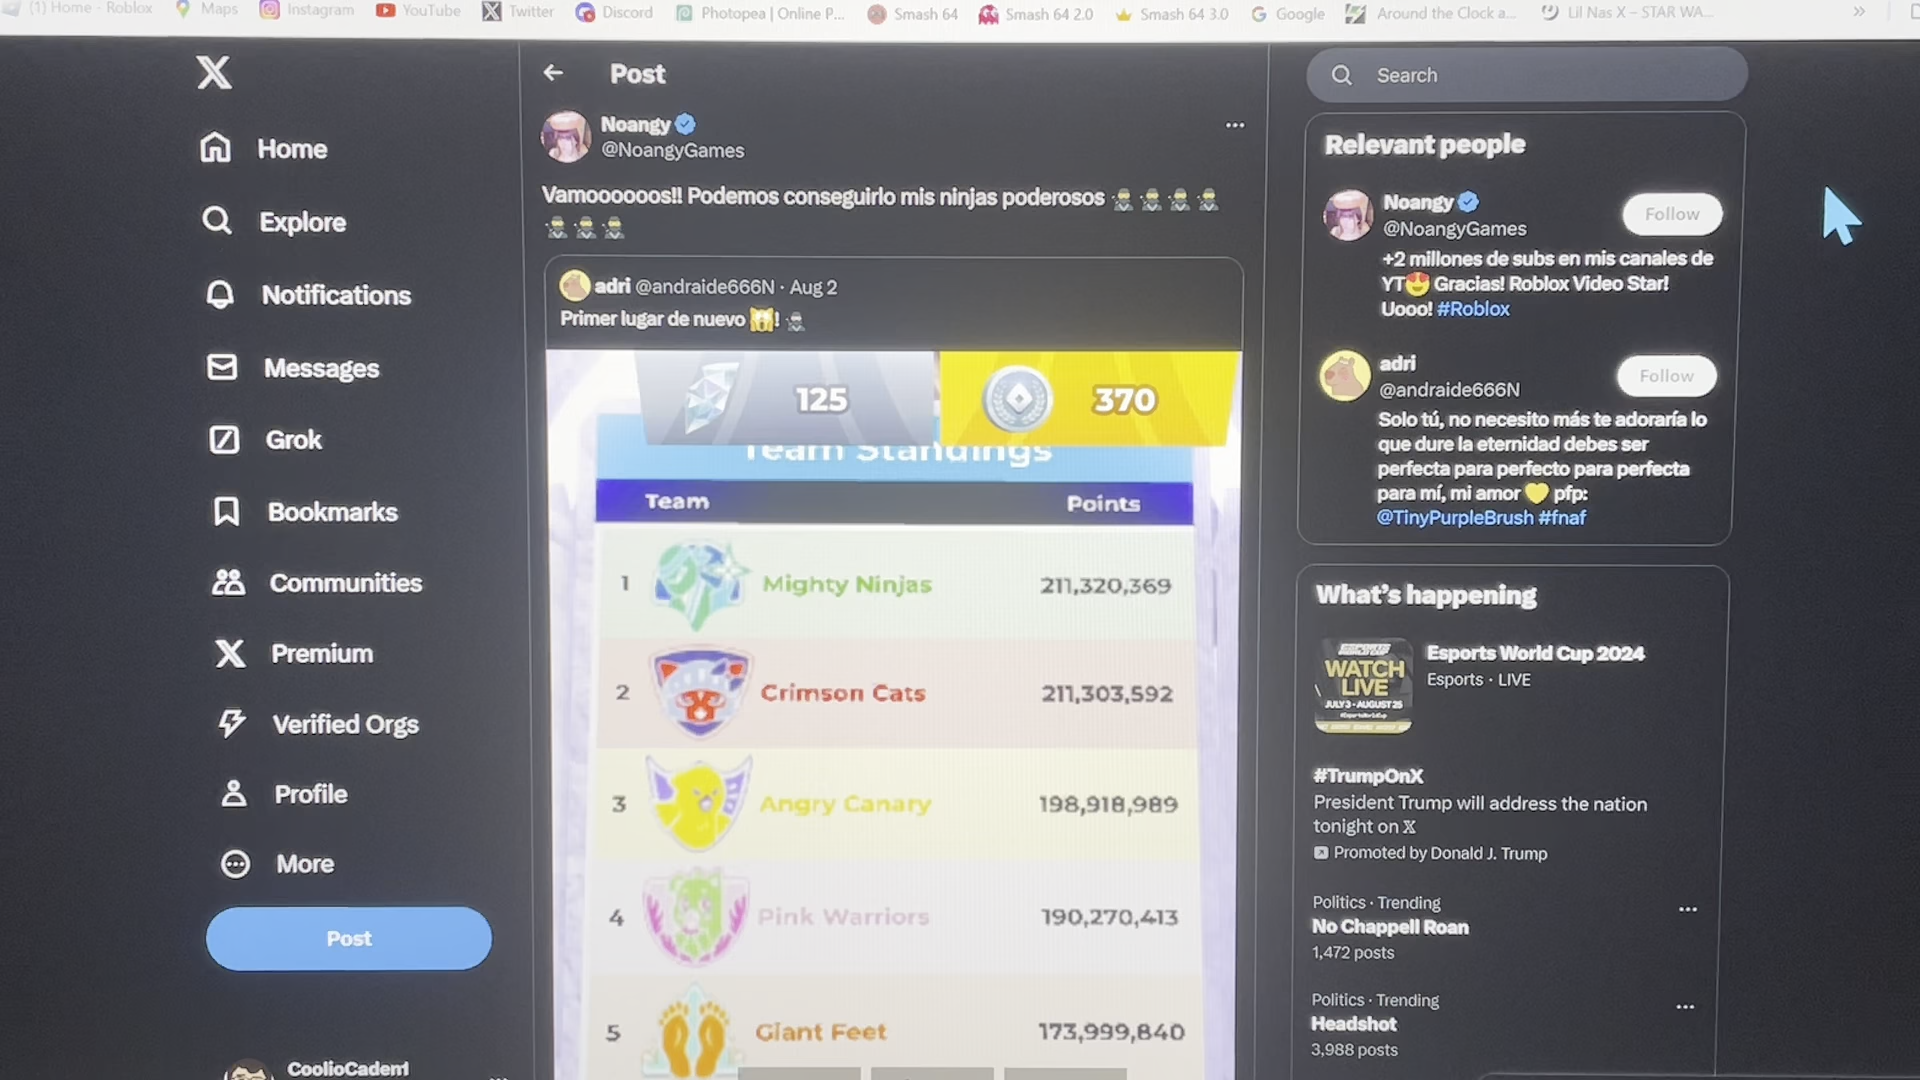 (1) Home - Roblox
Maps
Instagram
YouTube
Twitter
Discord
Photopea | Online P...
Smash 64
Smash 64 2.0
Smash 64 3.0
Google
Around the Clock a...
Lil Nas X – STAR WA...
Home
Explore
Notifications
Messages
Grok
Bookmarks
Communities
Premium
Verified Orgs
Profile
More
Post
CoolioCadem1
Post
Noangy
@NoangyGames
Vamoooooos!! Podemos conseguirlo mis ninjas poderosos
adri @andraide666N · Aug 2
Primer lugar de nuevo !
125
370
Team Standings
Team Points
1 Mighty Ninjas 211,320,369
2 Crimson Cats 211,303,592
3 Angry Canary 198,918,989
4 Pink Warriors 190,270,413
5 Giant Feet 173,999,840
Search
Relevant people
Noangy
@NoangyGames
Follow
+2 millones de subs en mis canales de
YT😍 Gracias! Roblox Video Star!
Uooo! #Roblox
adri
@andraide666N
Follow
Solo tú, no necesito más te adoraría lo
que dure la eternidad debes ser
perfecta para perfecto para perfecta
para mí, mi amor 💛 pfp:
@TinyPurpleBrush #fnaf
What's happening
WATCH
LIVE
JULY 3 - AUGUST 25
Esports World Cup 2024
Esports · LIVE
#TrumpOnX
President Trump will address the nation
tonight on X
Promoted by Donald J. Trump
Politics · Trending
No Chappell Roan
1,472 posts
Politics · Trending
Headshot
3,988 posts